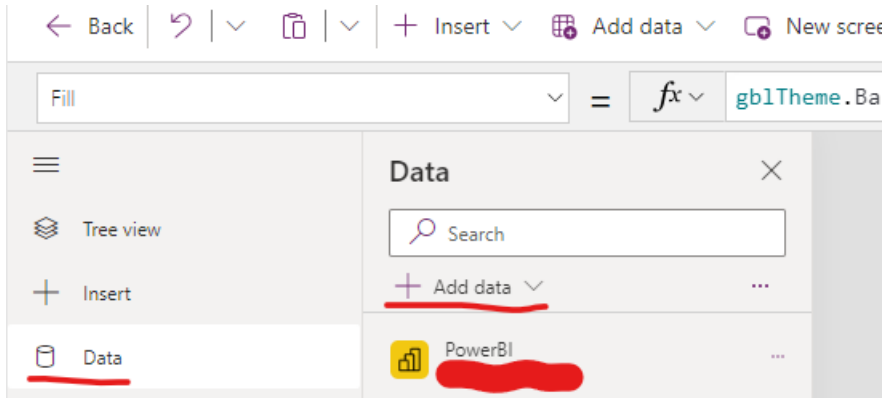 Back Insert Add data New scree
Fill = fx gblTheme.Ba
Data
Tree view Search
Insert Add data
Data PowerBI